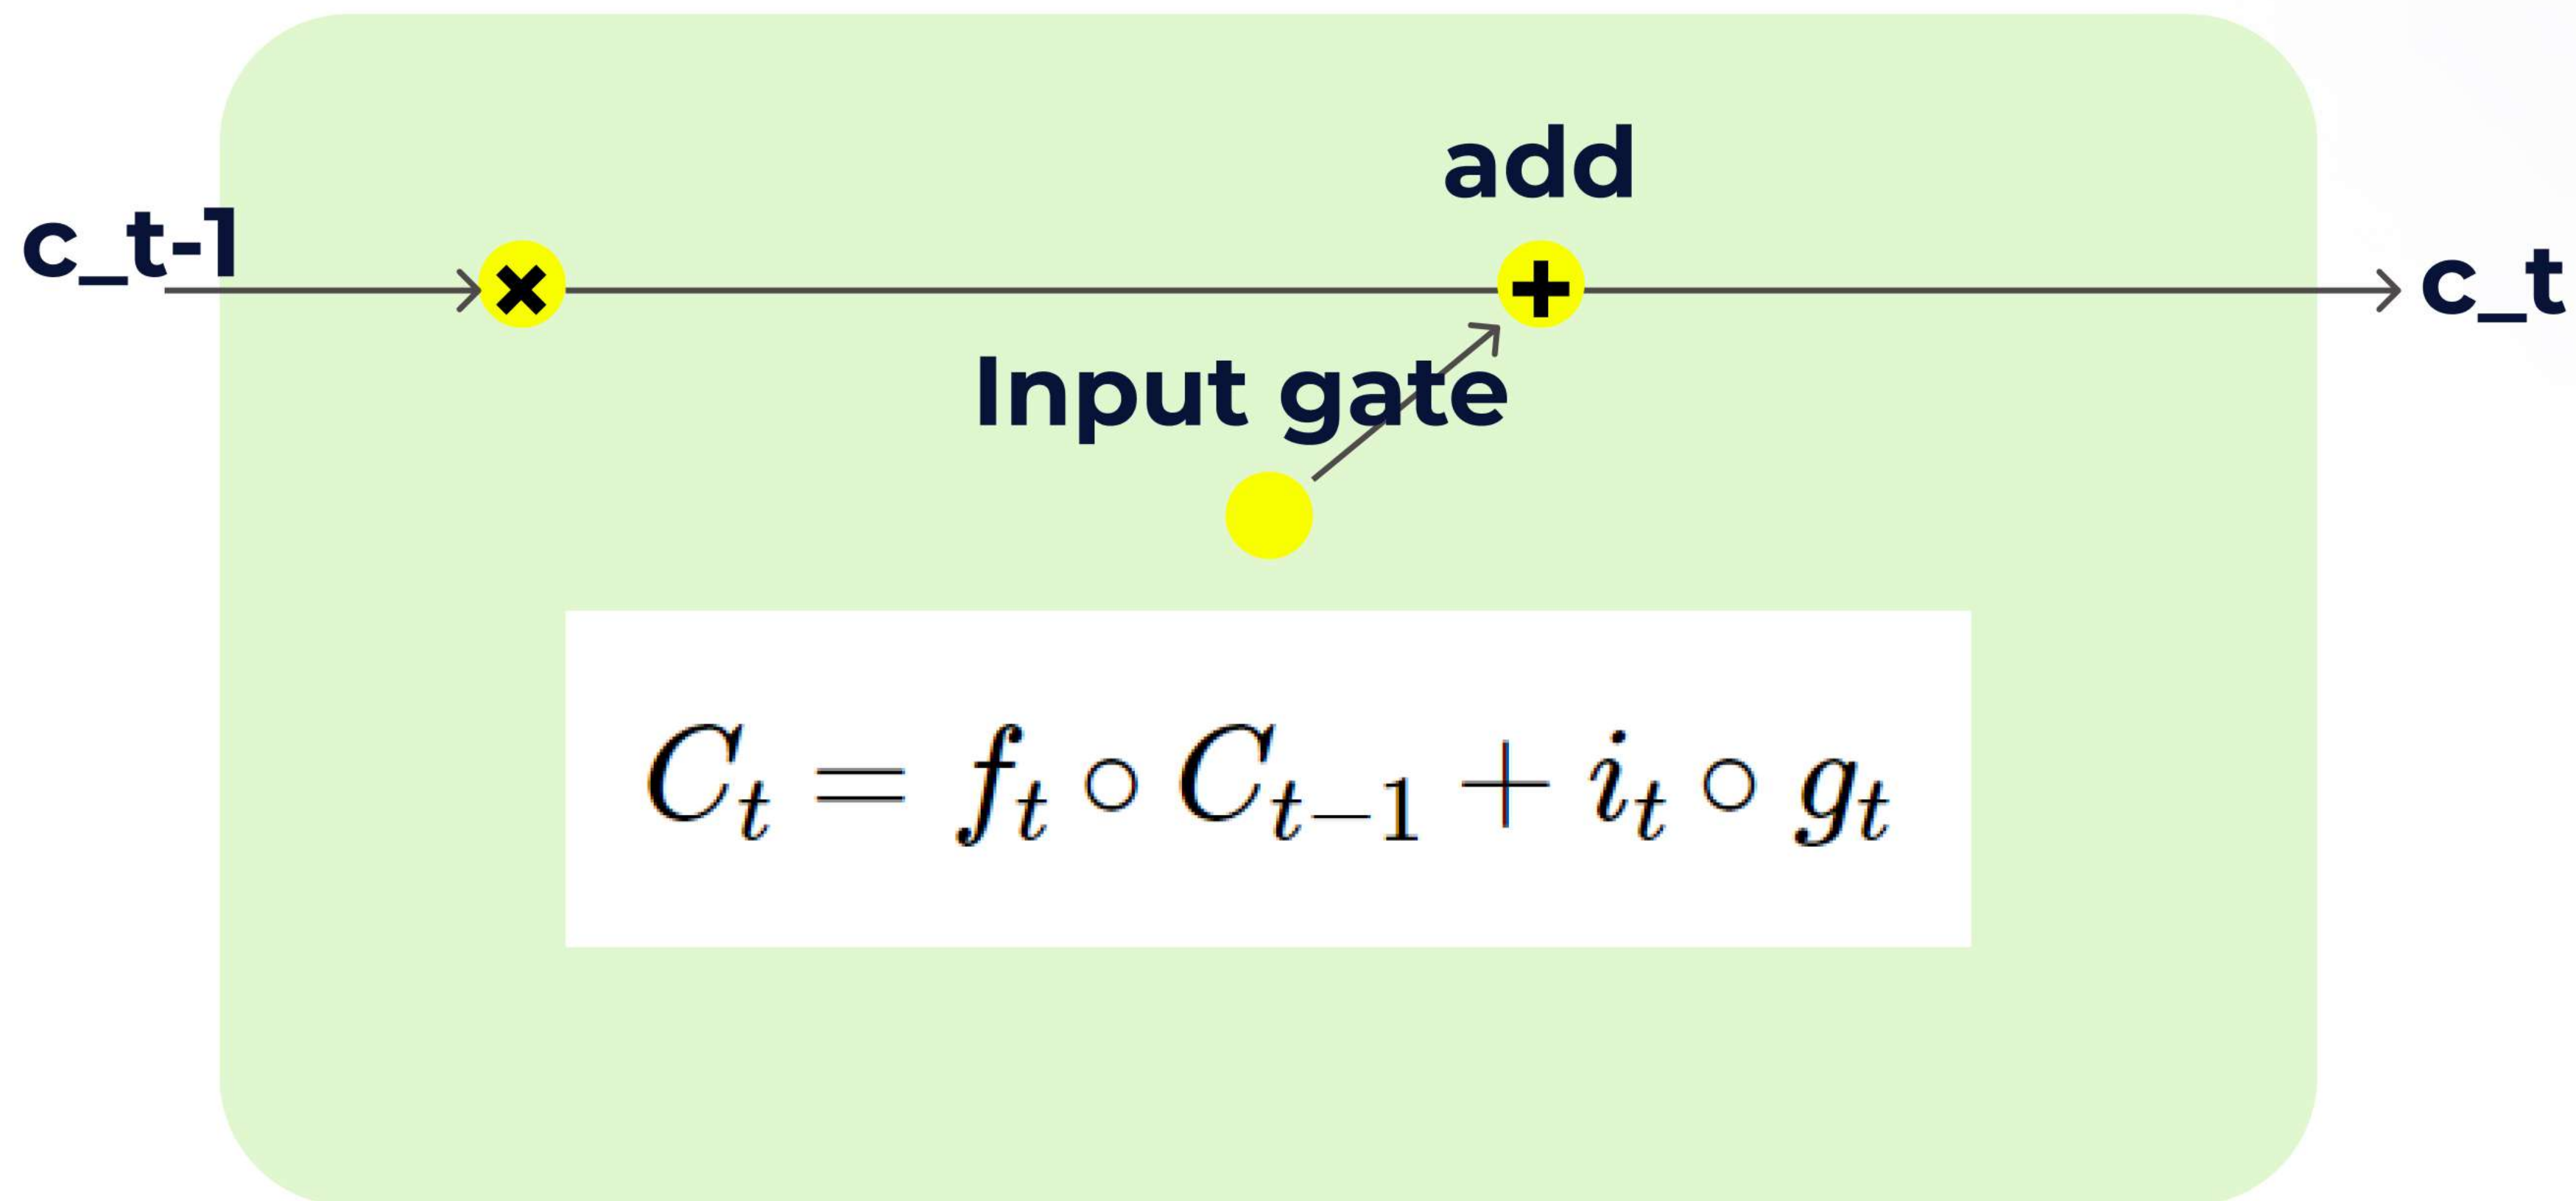 add
c_t-1
c_t
Input gate
C_t = f_t ∘ C_{t−1} + i_t ∘ g_t